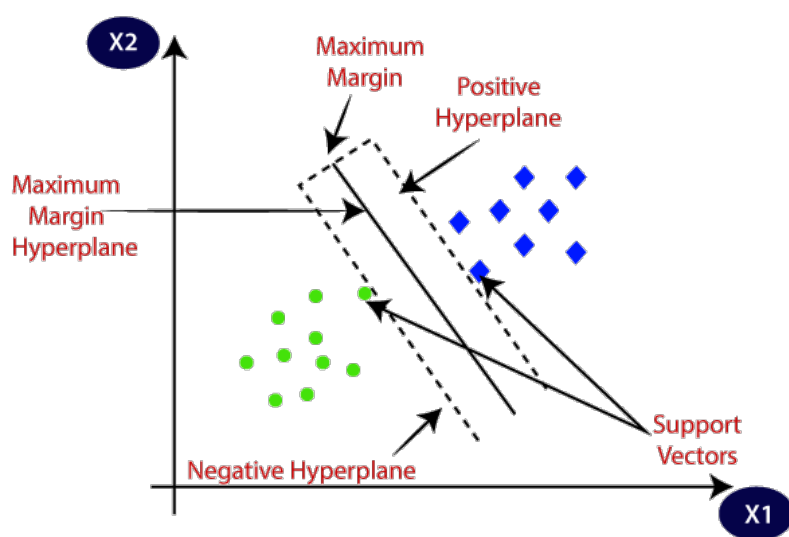 X2
Maximum
Margin
Positive
Hyperplane
Maximum
Margin
Hyperplane
Support
Vectors
Negative Hyperplane
X1